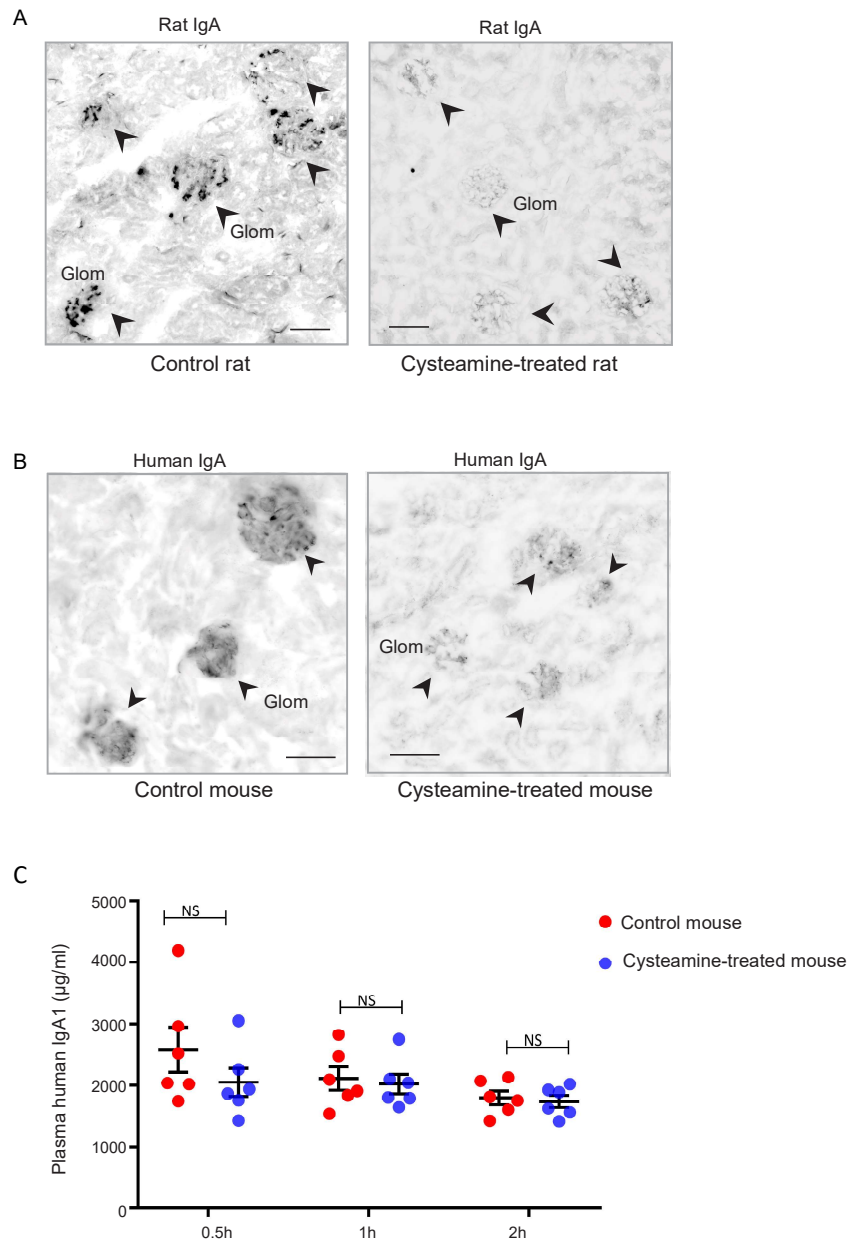 A
Rat IgA
Rat IgA
Glom
Glom
Glom
Control rat
Cysteamine-treated rat
B
Human IgA
Human IgA
Glom
Glom
Control mouse
Cysteamine-treated mouse
C
Plasma human IgA1 (µg/ml)
5000
4000
3000
2000
1000
0
NS
NS
NS
0.5h
1h
2h
Control mouse
Cysteamine-treated mouse